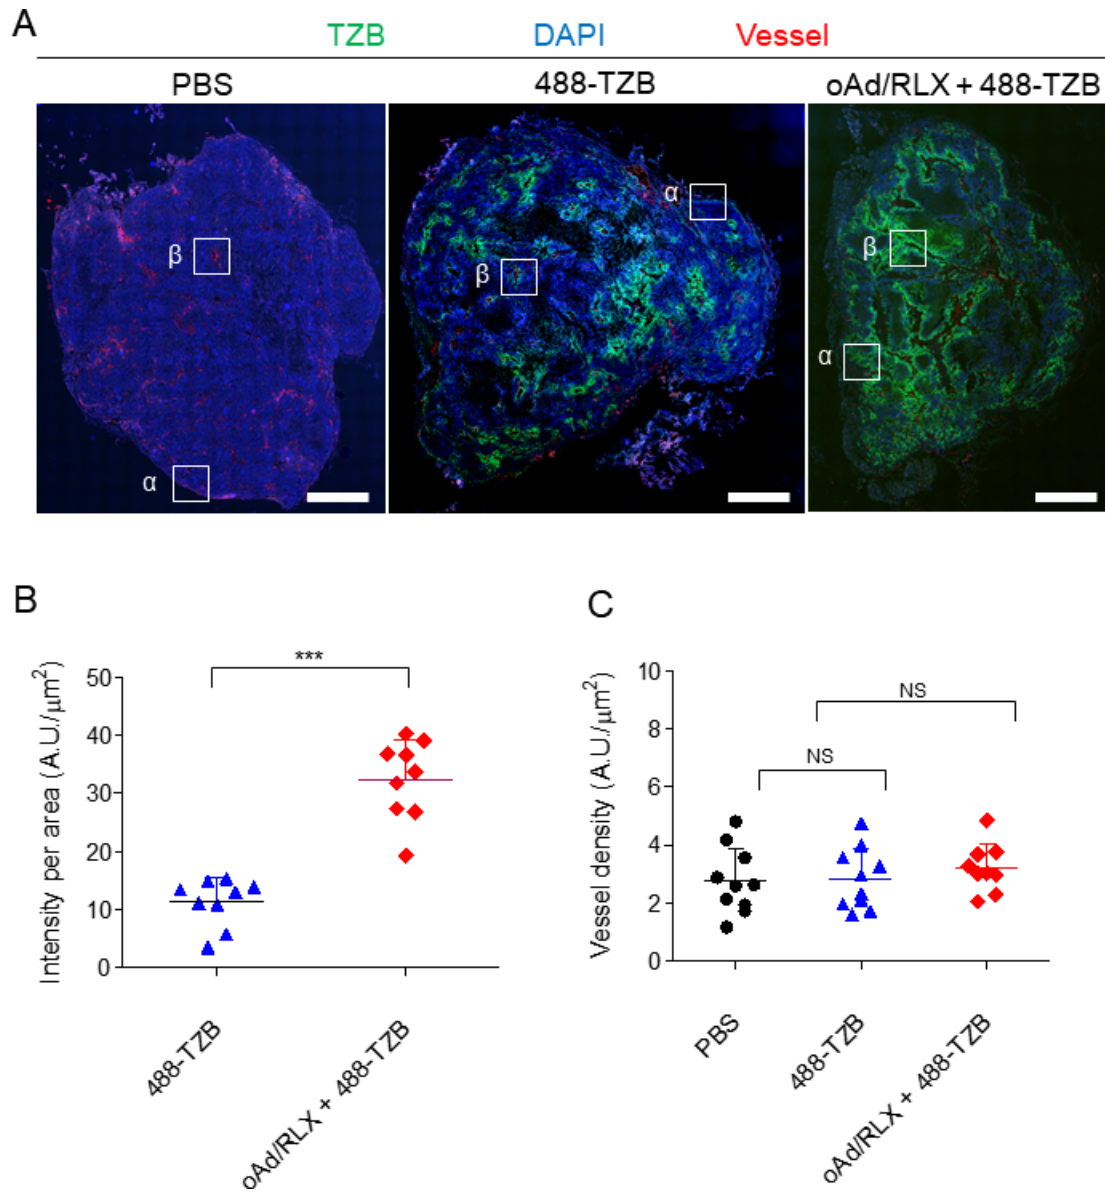 A
TZB DAPI Vessel
PBS 488-TZB oAd/RLX + 488-TZB
β α β α β α
B
Intensity per area (A.U./μm²)
50
40
30
20
10
0
***
488-TZB
oAd/RLX + 488-TZB
C
Vessel density (A.U./μm²)
10
8
6
4
2
0
NS
NS
PBS
488-TZB
oAd/RLX + 488-TZB